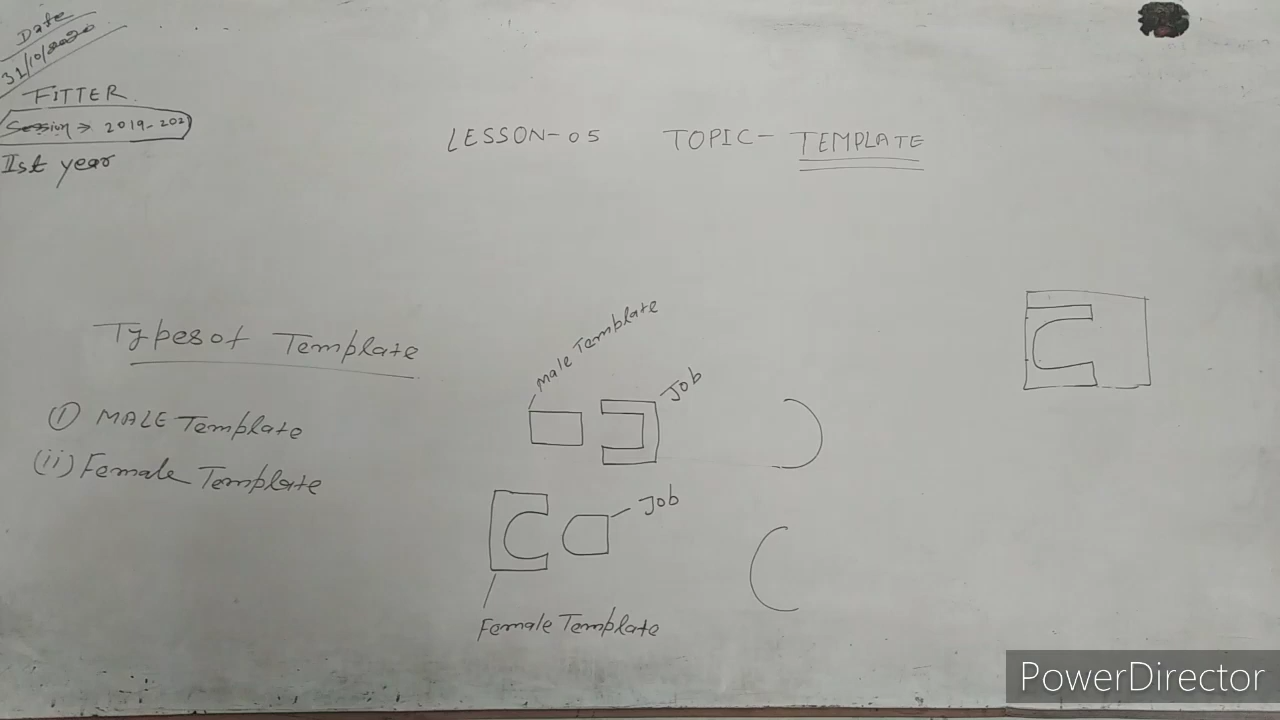 Date
31/10/2020
FITTER
Session → 2019-202
Ist year
LESSON-05 TOPIC- TEMPLATE
Types of Template
(i) MALE Template
(ii) Female Template
male Template
Job
Job
Female Template
PowerDirector